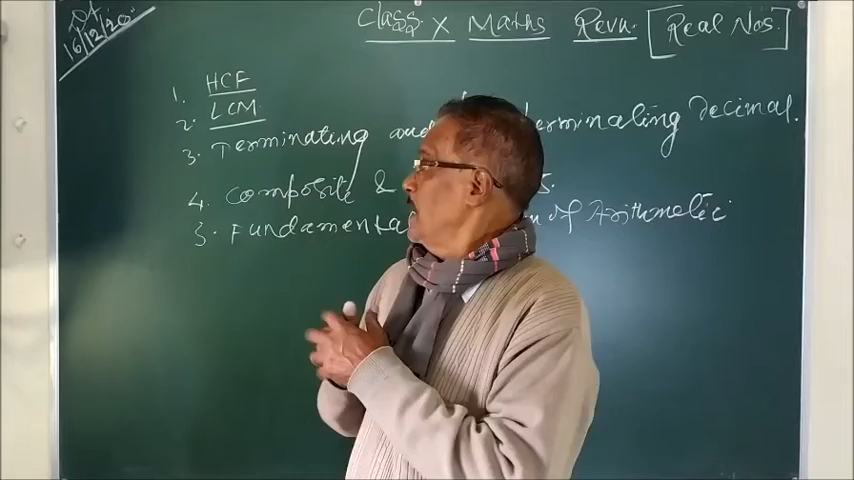 Dt 16/12/20
Class X Maths Revn. [Real Nos.]
1. HCF
2. LCM
3. Terminating and terminating decimal.
4. Composite &
5. Fundamental of Arithmetic